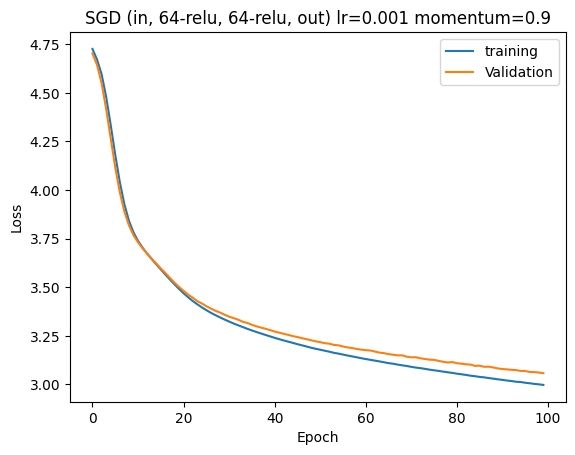 SGD (in, 64-relu, 64-relu, out) lr=0.001 momentum=0.9
training
Validation
4.75
4.50
4.25
4.00
3.75
3.50
3.25
3.00
Loss
0
20
40
60
80
100
Epoch